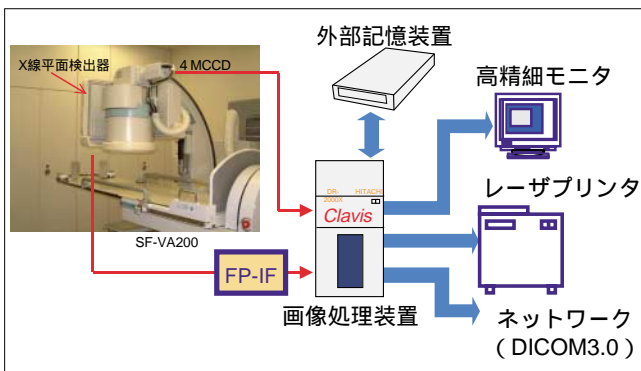 外部記憶装置
X線平面検出器
4 MCCD
高精細モニタ
DR-
2000X
HITACHI
Clavis
レーザプリンタ
SF-VA200
FP-IF
画像処理装置
ネットワーク
（DICOM3.0）